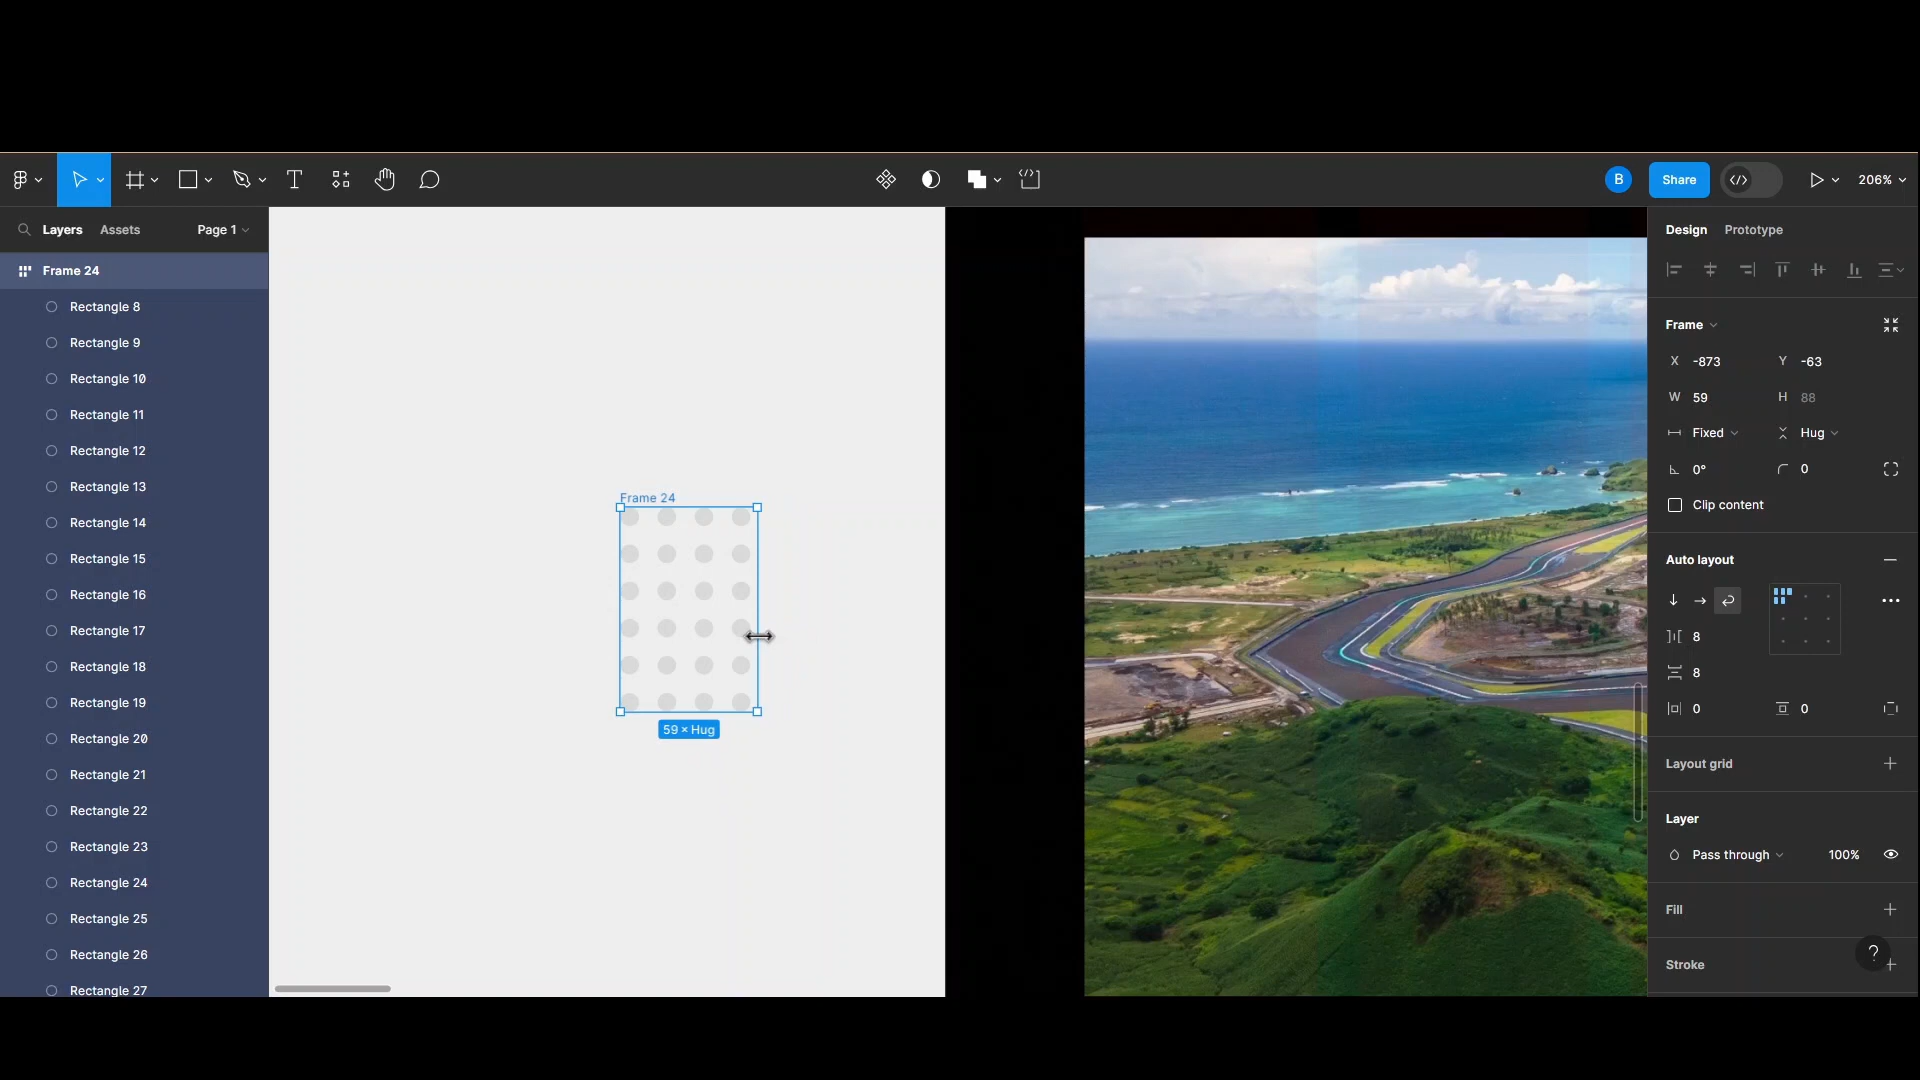 B
Share
206%
Layers
Assets
Page 1
Frame 24
Rectangle 8
Rectangle 9
Rectangle 10
Rectangle 11
Rectangle 12
Rectangle 13
Rectangle 14
Rectangle 15
Rectangle 16
Rectangle 17
Rectangle 18
Rectangle 19
Rectangle 20
Rectangle 21
Rectangle 22
Rectangle 23
Rectangle 24
Rectangle 25
Rectangle 26
Rectangle 27
Frame 24
59 × Hug
Design
Prototype
Frame
X -873
Y -63
W 59
H 88
Fixed
Hug
0°
0
Clip content
Auto layout
8
8
0
0
Layout grid
Layer
Pass through
100%
Fill
?
Stroke